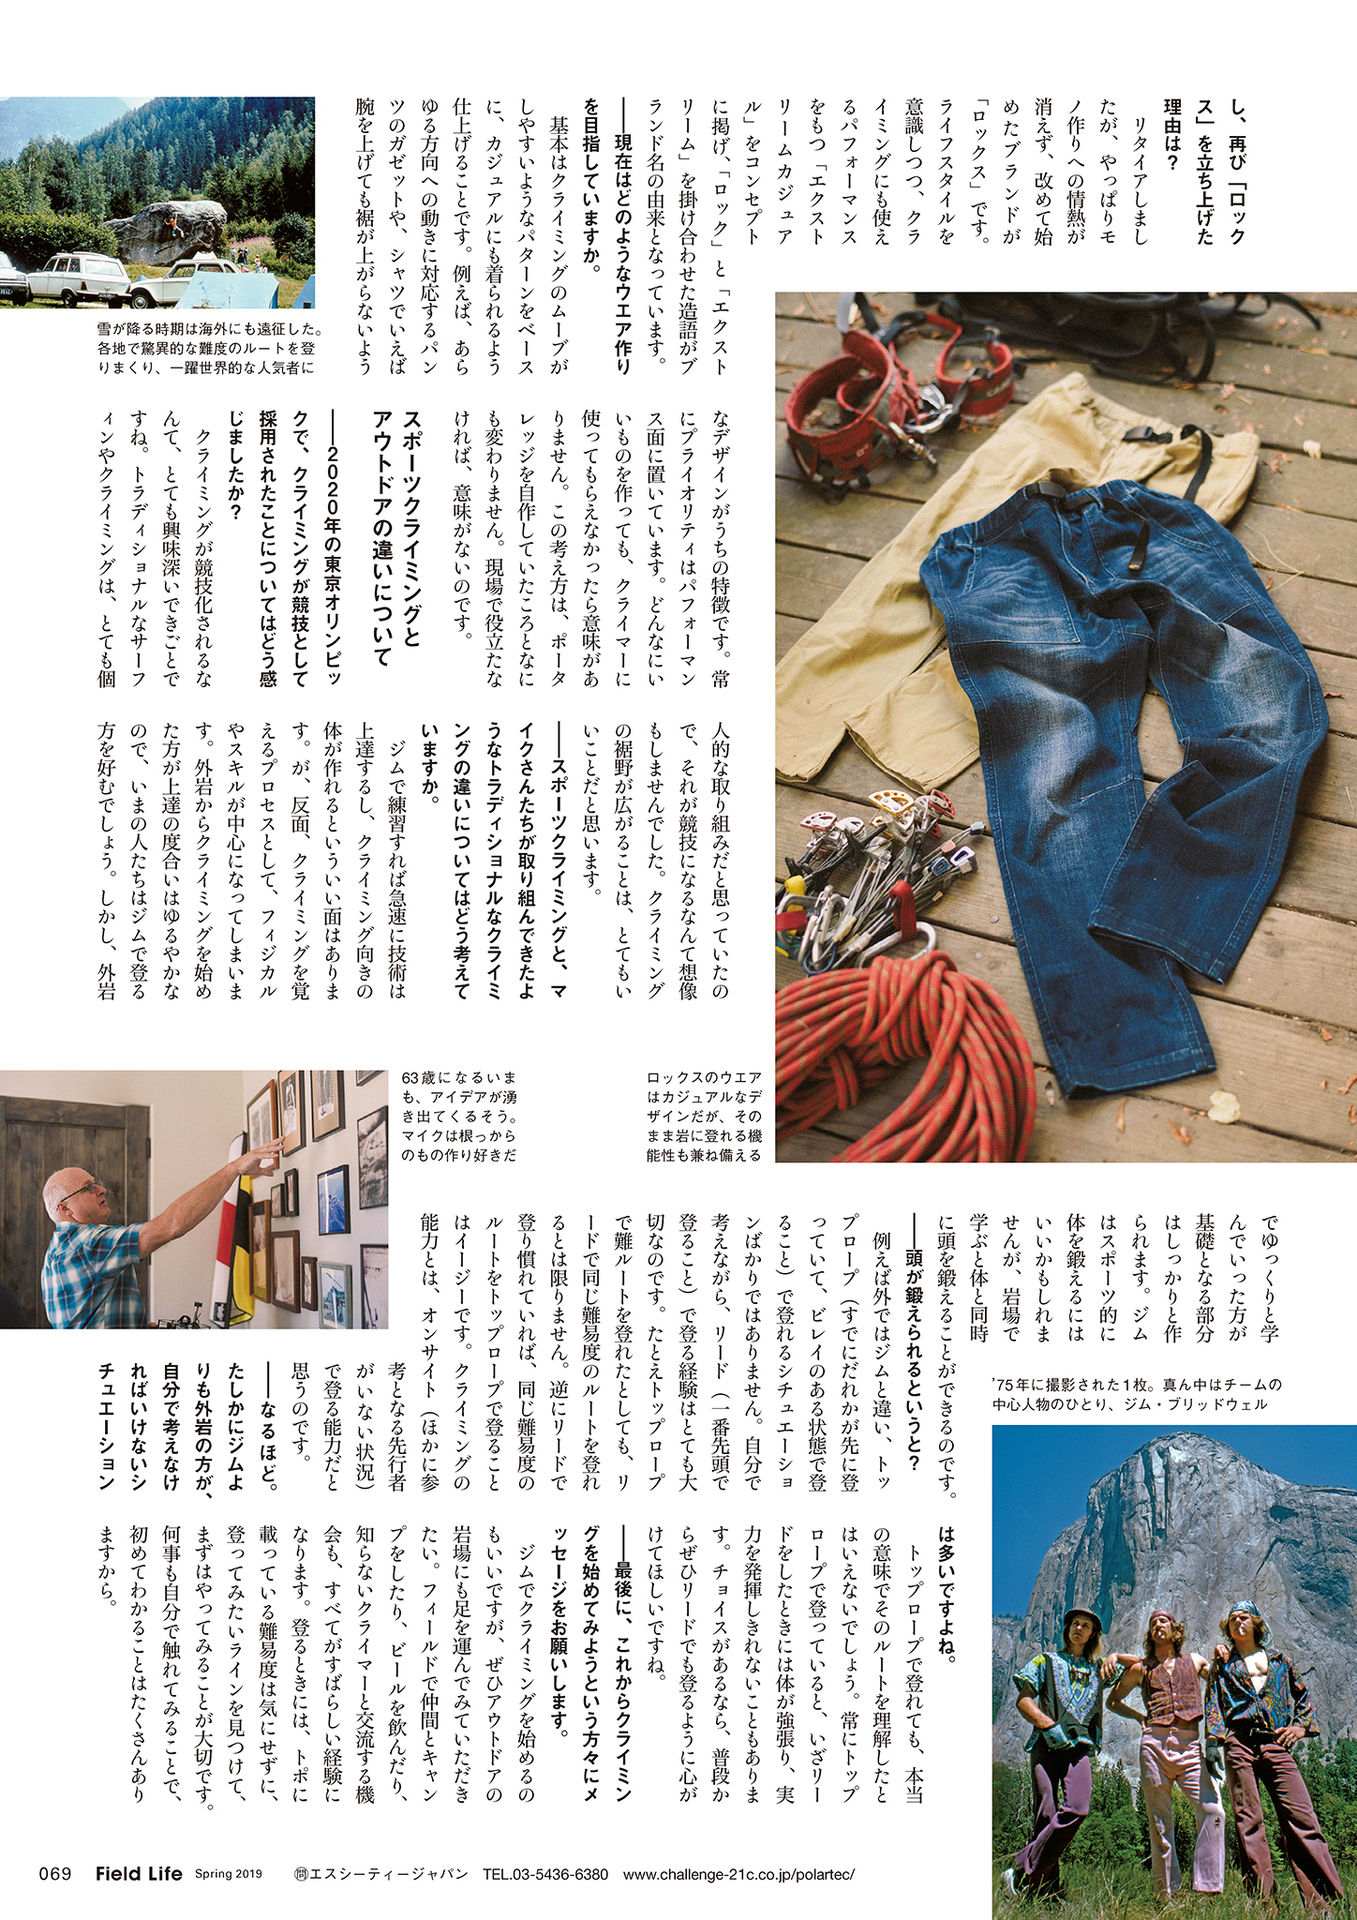 し、再び「ロック
ス」を立ち上げた
理由は？
リタイアしまし
たが、やっぱりモ
ノ作りへの情熱が
消えず、改めて始
めたブランドが
「ロックス」です。
ライフスタイルを
意識しつつ、クラ
イミングにも使え
るパフォーマンス
をもつ「エクスト
リームカジュア
ル」をコンセプト
に掲げ、「ロック」と「エクスト
リーム」を掛け合わせた造語がブ
ランド名の由来となっています。
──現在はどのようなウエア作り
を目指していますか。
基本はクライミングのムーブが
しやすいようなパターンをベース
に、カジュアルにも着られるよう
仕上げることです。例えば、あら
ゆる方向への動きに対応するパン
ツのガゼットや、シャツでいえば
腕を上げても裾が上がらないよう
雪が降る時期は海外にも遠征した。
各地で驚異的な難度のルートを登
りまくり、一躍世界的な人気者に
なデザインがうちの特徴です。常
にプライオリティはパフォーマン
ス面に置いています。どんなにい
いものを作っても、クライマーに
使ってもらえなかったら意味があ
りません。この考え方は、ポータ
レッジを自作していたころとなに
も変わりません。現場で役立たな
ければ、意味がないのです。
スポーツクライミングと
アウトドアの違いについて
──2020年の東京オリンピッ
クで、クライミングが競技として
採用されたことについてはどう感
じましたか？
クライミングが競技化されるな
んて、とても興味深いできごとで
すね。トラディショナルなサーフ
ィンやクライミングは、とても個
人的な取り組みだと思っていたの
で、それが競技になるなんて想像
もしませんでした。クライミング
の裾野が広がることは、とてもい
いことだと思います。
──スポーツクライミングと、マ
イクさんたちが取り組んできたよ
うなトラディショナルなクライミ
ングの違いについてはどう考えて
いますか。
ジムで練習すれば急速に技術は
上達するし、クライミング向きの
体が作れるといういい面はありま
す。が、反面、クライミングを覚
えるプロセスとして、フィジカル
やスキルが中心になってしまいま
す。外岩からクライミングを始め
た方が上達の度合いはゆるやかな
ので、いまの人たちはジムで登る
方を好むでしょう。しかし、外岩
ロックスのウエア
はカジュアルなデ
ザインだが、その
まま岩に登れる機
能性も兼ね備える
63歳になるいま
も、アイデアが湧
き出てくるそう。
マイクは根っから
のもの作り好きだ
でゆっくりと学
んでいった方が
基礎となる部分
はしっかりと作
られます。ジム
はスポーツ的に
体を鍛えるには
いいかもしれま
せんが、岩場で
学ぶと体と同時
に頭を鍛えることができるのです。
──頭が鍛えられるというと？
例えば外ではジムと違い、トッ
プロープ（すでにだれかが先に登
っていて、ビレイのある状態で登
ること）で登れるシチュエーショ
ンばかりではありません。自分で
考えながら、リード（一番先頭で
登ること）で登る経験はとても大
切なのです。たとえトップロープ
で難ルートを登れたとしても、リ
ードで同じ難易度のルートを登れ
るとは限りません。逆にリードで
登り慣れていれば、同じ難易度の
ルートをトップロープで登ること
はイージーです。クライミングの
能力とは、オンサイト（ほかに参
考となる先行者
がいない状況）
で登る能力だと
思うのです。
──なるほど。
たしかにジムよ
りも外岩の方が、
自分で考えなけ
ればいけないシ
チュエーション
'75年に撮影された1枚。真ん中はチームの
中心人物のひとり、ジム・ブリッドウェル
は多いですよね。
トップロープで登れても、本当
の意味でそのルートを理解したと
はいえないでしょう。常にトップ
ロープで登っていると、いざリー
ドをしたときには体が強張り、実
力を発揮しきれないこともありま
す。チョイスがあるなら、普段か
らぜひリードでも登るように心が
けてほしいですね。
──最後に、これからクライミン
グを始めてみようという方々にメ
ッセージをお願いします。
ジムでクライミングを始めるの
もいいですが、ぜひアウトドアの
岩場にも足を運んでみていただき
たい。フィールドで仲間とキャン
プをしたり、ビールを飲んだり、
知らないクライマーと交流する機
会も、すべてがすばらしい経験に
なります。登るときには、トポに
載っている難易度は気にせずに、
登ってみたいラインを見つけて、
まずはやってみることが大切です。
何事も自分で触れてみることで、
初めてわかることはたくさんあり
ますから。
069 Field Life Spring 2019 ㉄エスシーティージャパン TEL.03-5436-6380 www.challenge-21c.co.jp/polartec/